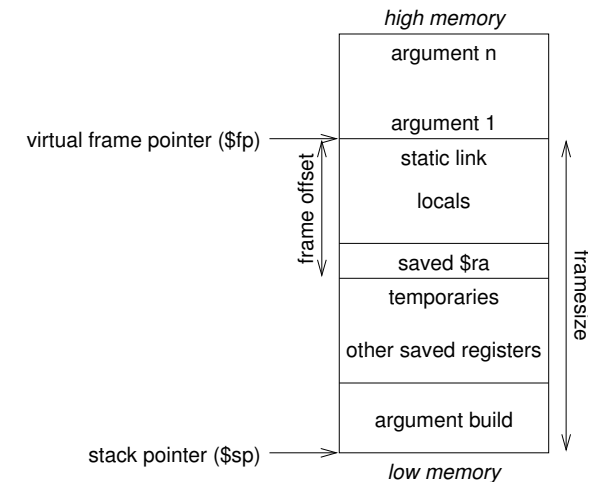 high memory
argument n
argument 1
virtual frame pointer ($fp)
static link
frame offset
locals
saved $ra
framesize
temporaries
other saved registers
argument build
stack pointer ($sp)
low memory